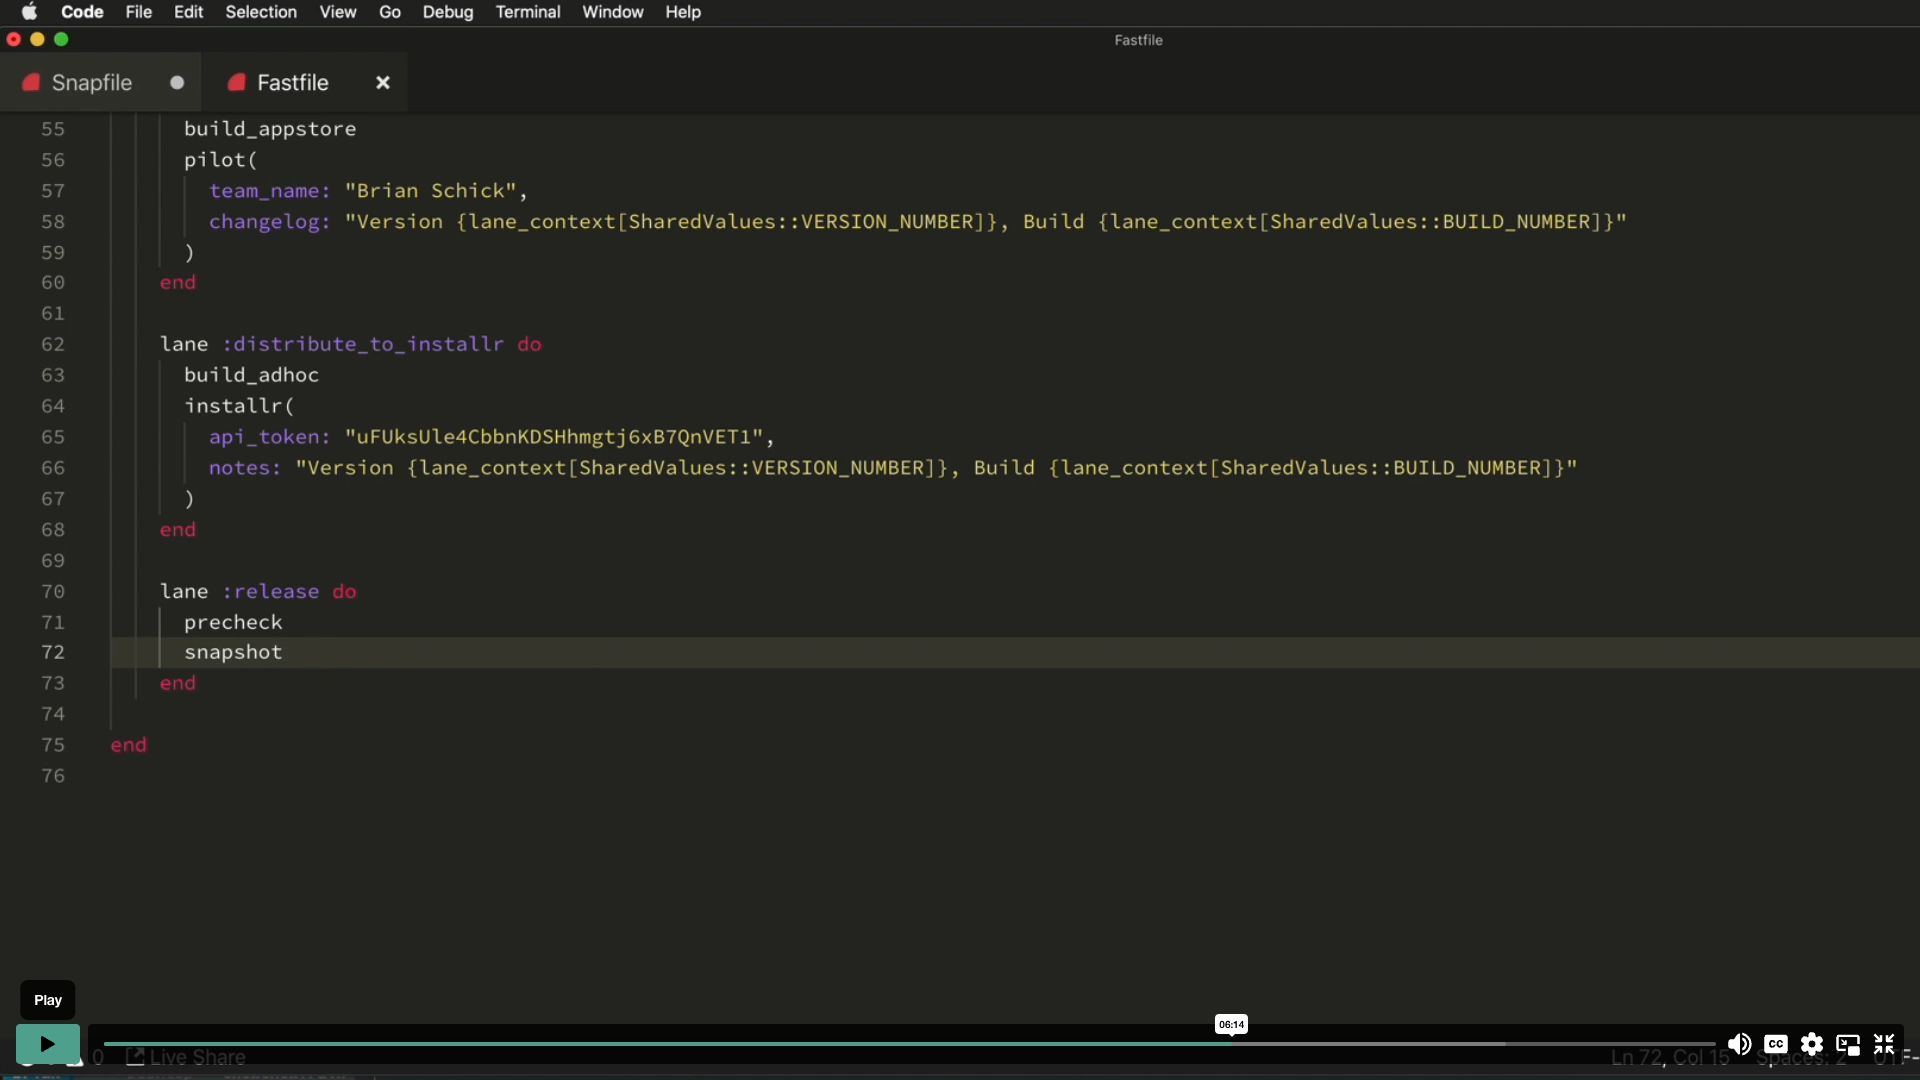 Code File Edit Selection View Go Debug Terminal Window Help
Fastfile
Snapfile Fastfile
55 build_appstore
56 pilot(
57 team_name: "Brian Schick",
58 changelog: "Version {lane_context[SharedValues::VERSION_NUMBER]}, Build {lane_context[SharedValues::BUILD_NUMBER]}"
59 )
60 end
61
62 lane :distribute_to_installr do
63 build_adhoc
64 installr(
65 api_token: "uFUksUle4CbbnKDSHhmgtj6xB7QnVET1",
66 notes: "Version {lane_context[SharedValues::VERSION_NUMBER]}, Build {lane_context[SharedValues::BUILD_NUMBER]}"
67 )
68 end
69
70 lane :release do
71 precheck
72 snapshot
73 end
74
75 end
76
Play
06:14
CC
0 Live Share Ln 72, Col 15 Spaces: 2